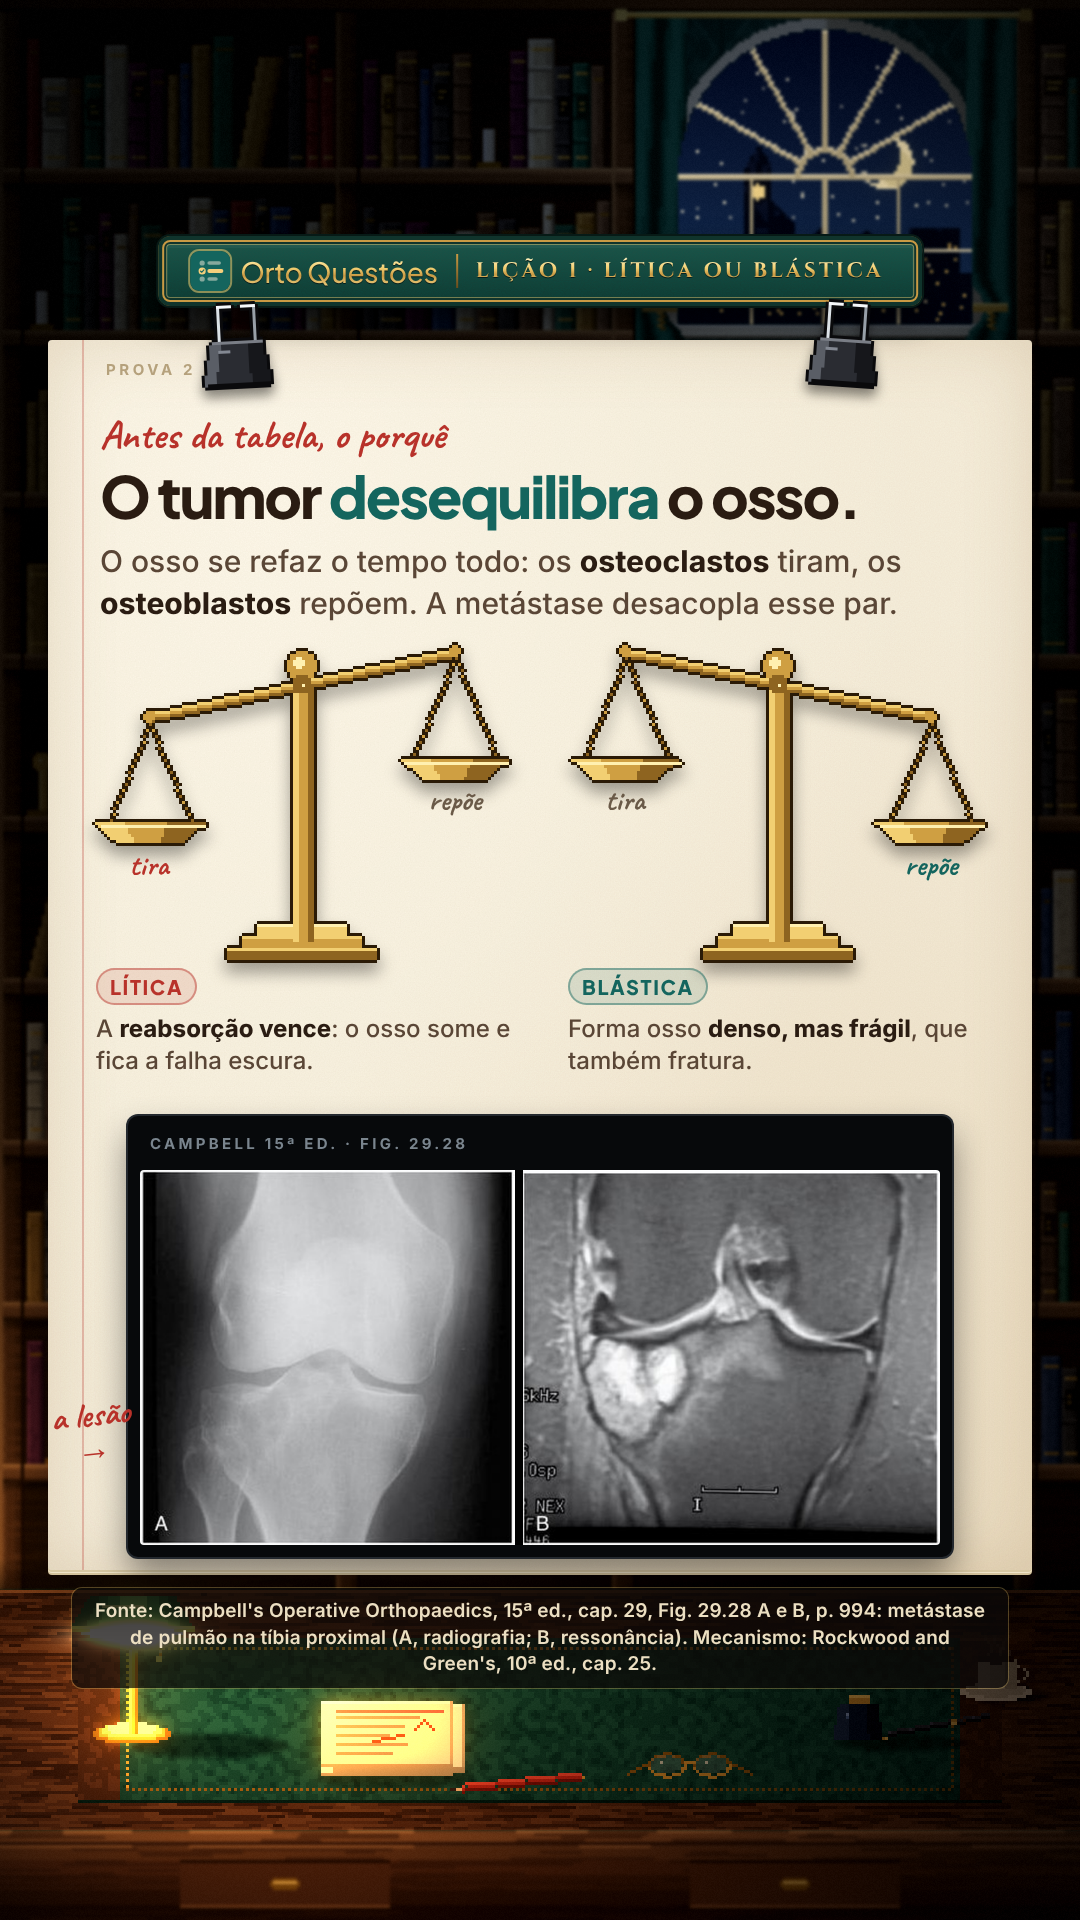 Orto Questões | LIÇÃO 1 · LÍTICA OU BLÁSTICA
PROVA 2
Antes da tabela, o porquê
O tumor desequilibra o osso.
O osso se refaz o tempo todo: os osteoclastos tiram, os
osteoblastos repõem. A metástase desacopla esse par.
repõe
tira
tira
repõe
LÍTICA
A reabsorção vence: o osso some e
fica a falha escura.
BLÁSTICA
Forma osso denso, mas frágil, que
também fratura.
CAMPBELL 15ª ED. · FIG. 29.28
a lesão
→
A
kHz
Osp
NEX
F
B
446
I
Fonte: Campbell's Operative Orthopaedics, 15ª ed., cap. 29, Fig. 29.28 A e B, p. 994: metástase
de pulmão na tíbia proximal (A, radiografia; B, ressonância). Mecanismo: Rockwood and
Green's, 10ª ed., cap. 25.